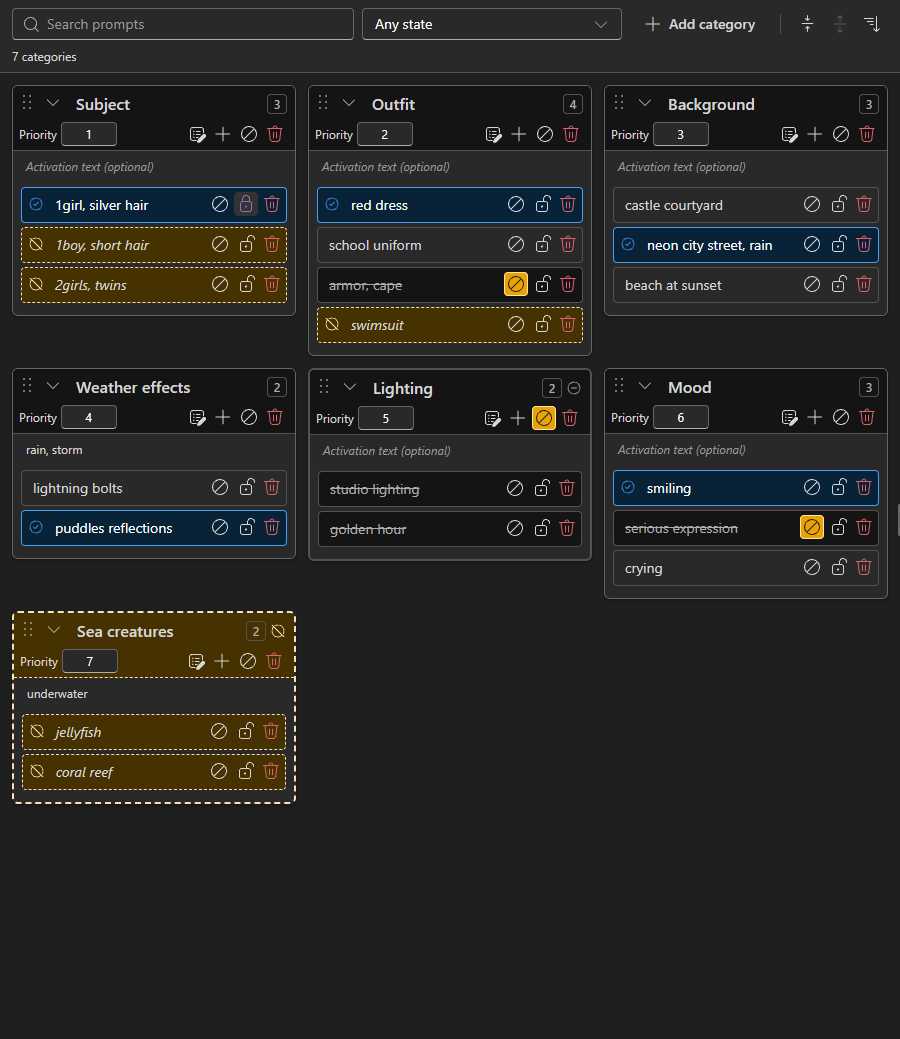 Search prompts
Any state
Add category
7 categories
Subject 3
Priority 1
Activation text (optional)
1girl, silver hair
1boy, short hair
2girls, twins
Outfit 4
Priority 2
Activation text (optional)
red dress
school uniform
armor, cape
swimsuit
Background 3
Priority 3
Activation text (optional)
castle courtyard
neon city street, rain
beach at sunset
Weather effects 2
Priority 4
rain, storm
lightning bolts
puddles reflections
Lighting 2
Priority 5
Activation text (optional)
studio lighting
golden hour
Mood 3
Priority 6
Activation text (optional)
smiling
serious expression
crying
Sea creatures 2
Priority 7
underwater
jellyfish
coral reef